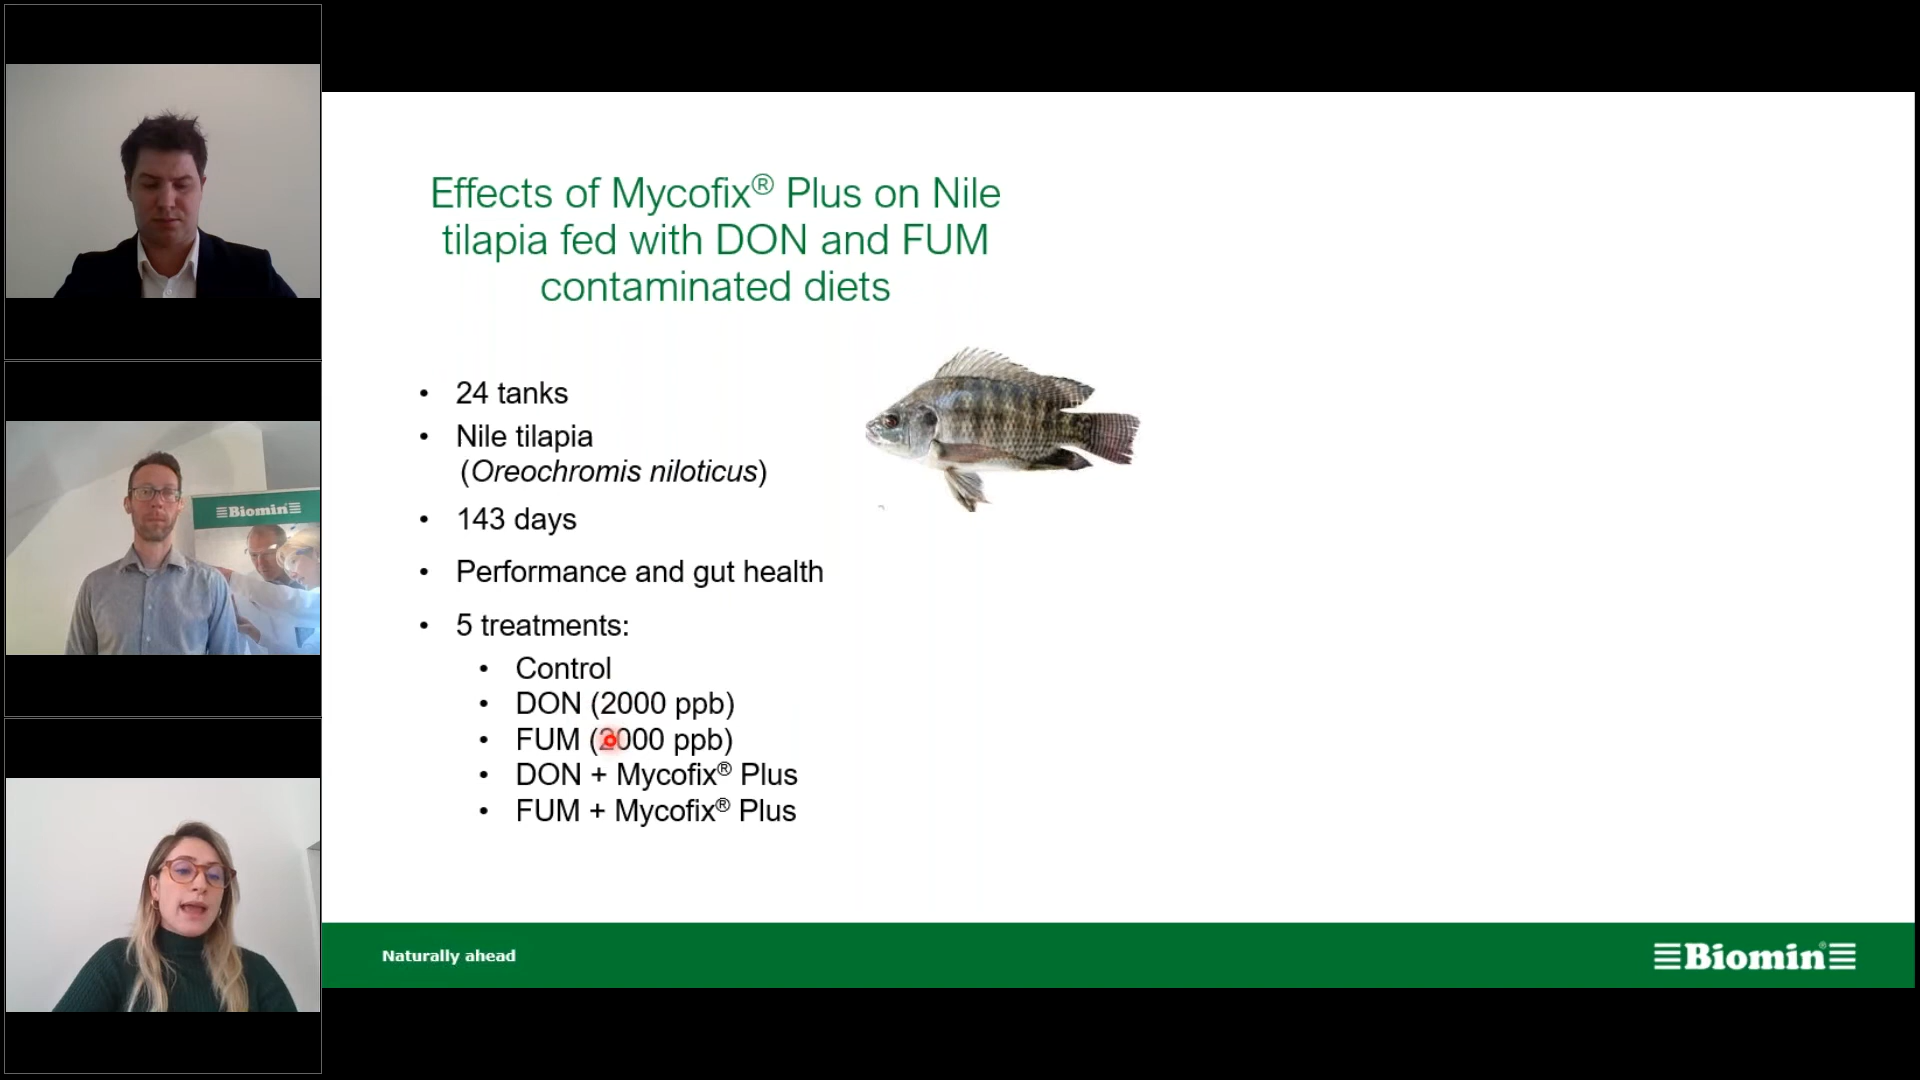 Biomin
Effects of Mycofix® Plus on Nile
tilapia fed with DON and FUM
contaminated diets
• 24 tanks
• Nile tilapia
(Oreochromis niloticus)
• 143 days
• Performance and gut health
• 5 treatments:
• Control
• DON (2000 ppb)
• FUM (2000 ppb)
• DON + Mycofix® Plus
• FUM + Mycofix® Plus
Naturally ahead
Biomin®